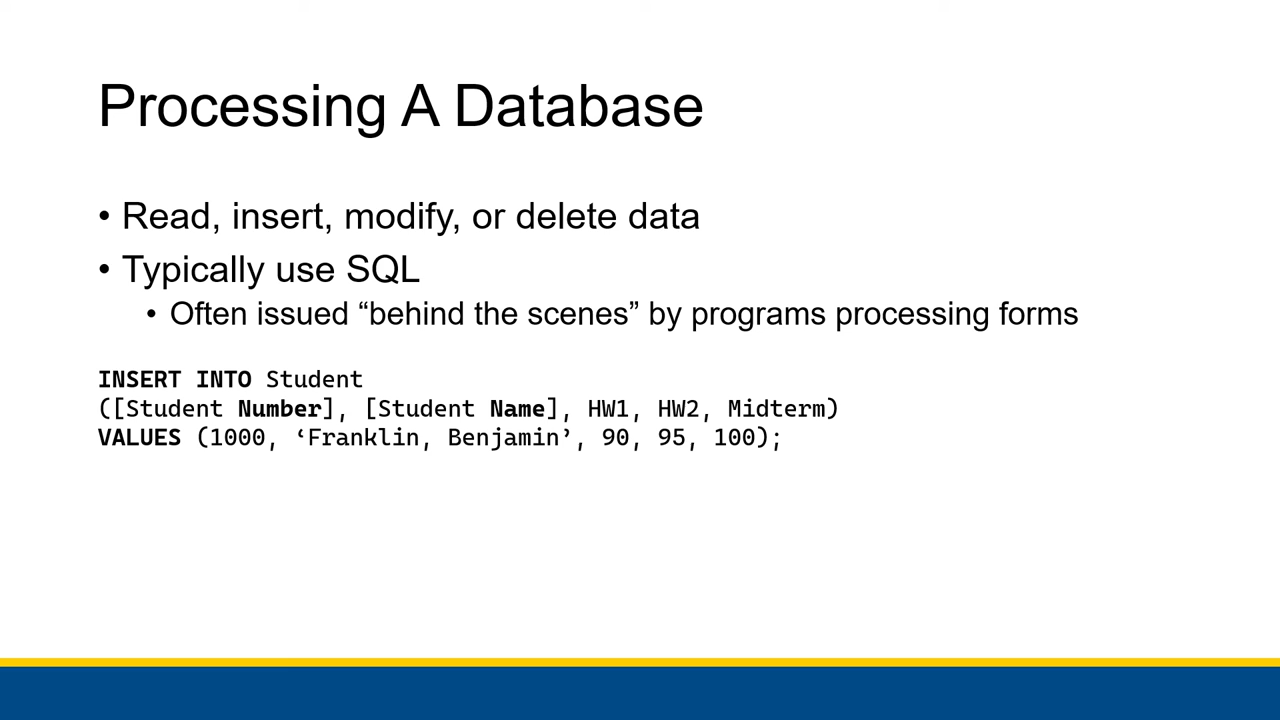 Processing A Database
• Read, insert, modify, or delete data
• Typically use SQL
• Often issued “behind the scenes” by programs processing forms
INSERT INTO Student
([Student Number], [Student Name], HW1, HW2, Midterm)
VALUES (1000, ‘Franklin, Benjamin’, 90, 95, 100);